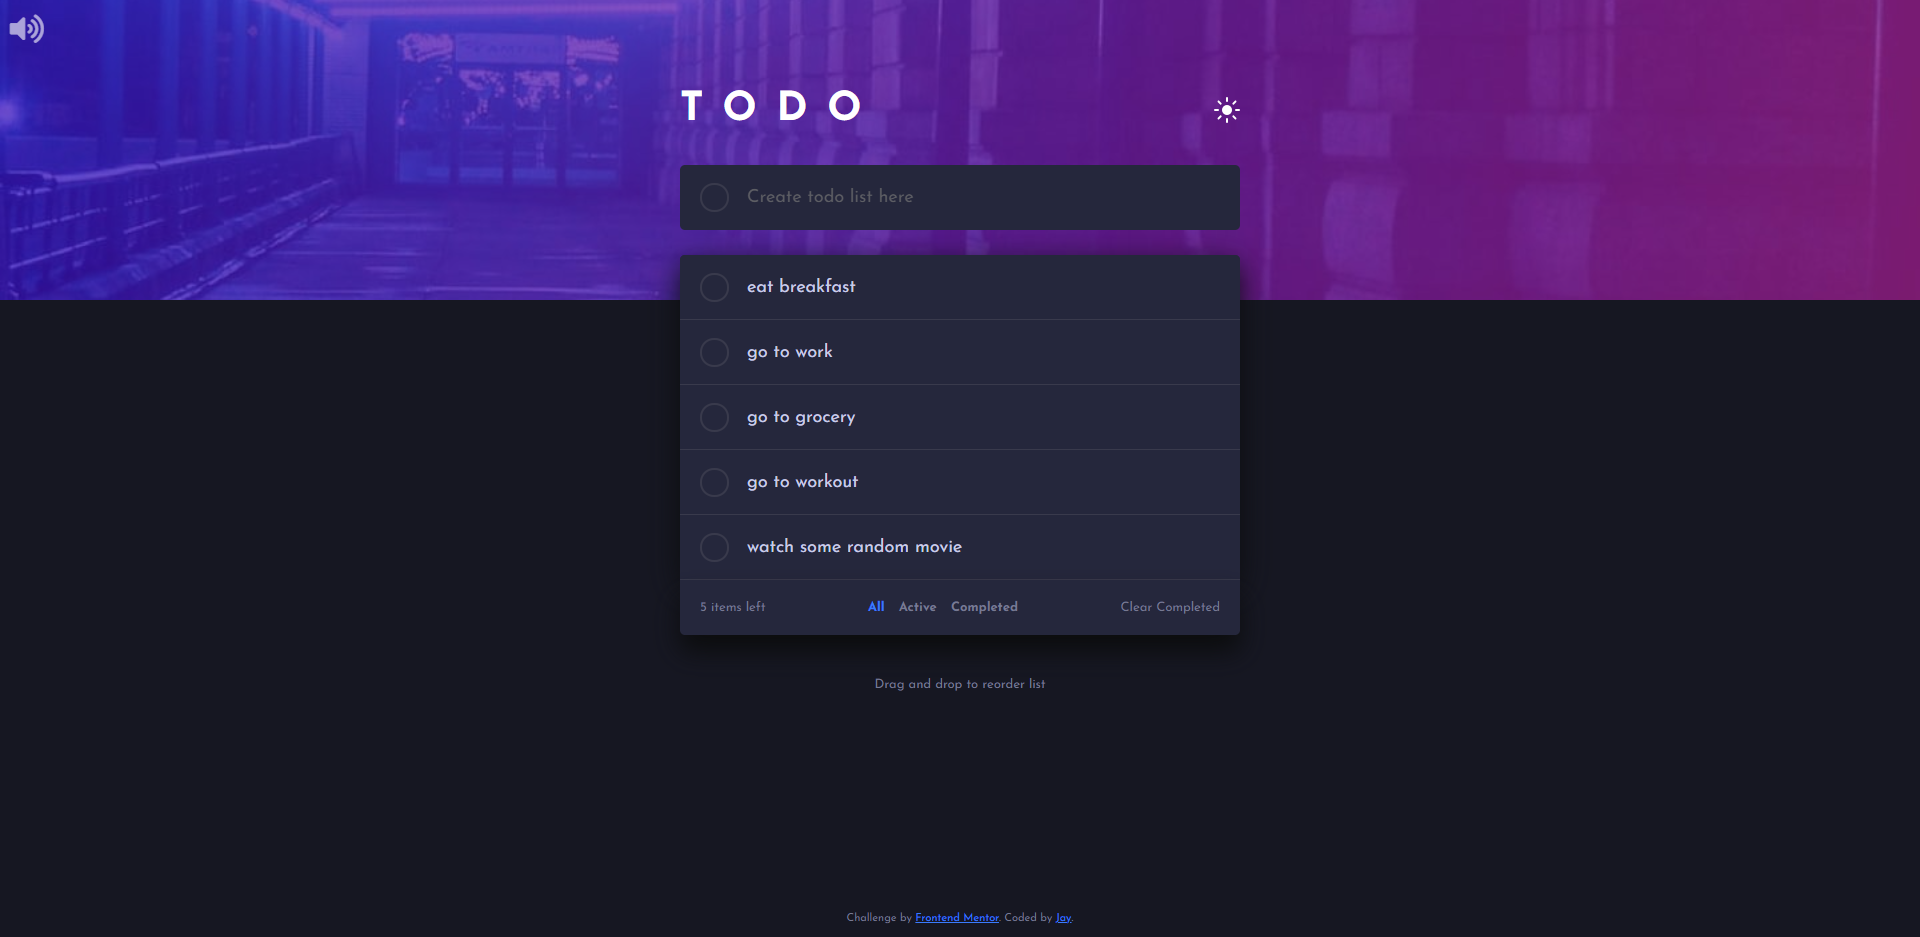 TODO
Create todo list here
eat breakfast
go to work
go to grocery
go to workout
watch some random movie
5 items left All Active Completed Clear Completed
Drag and drop to reorder list
Challenge by Frontend Mentor. Coded by Jay.